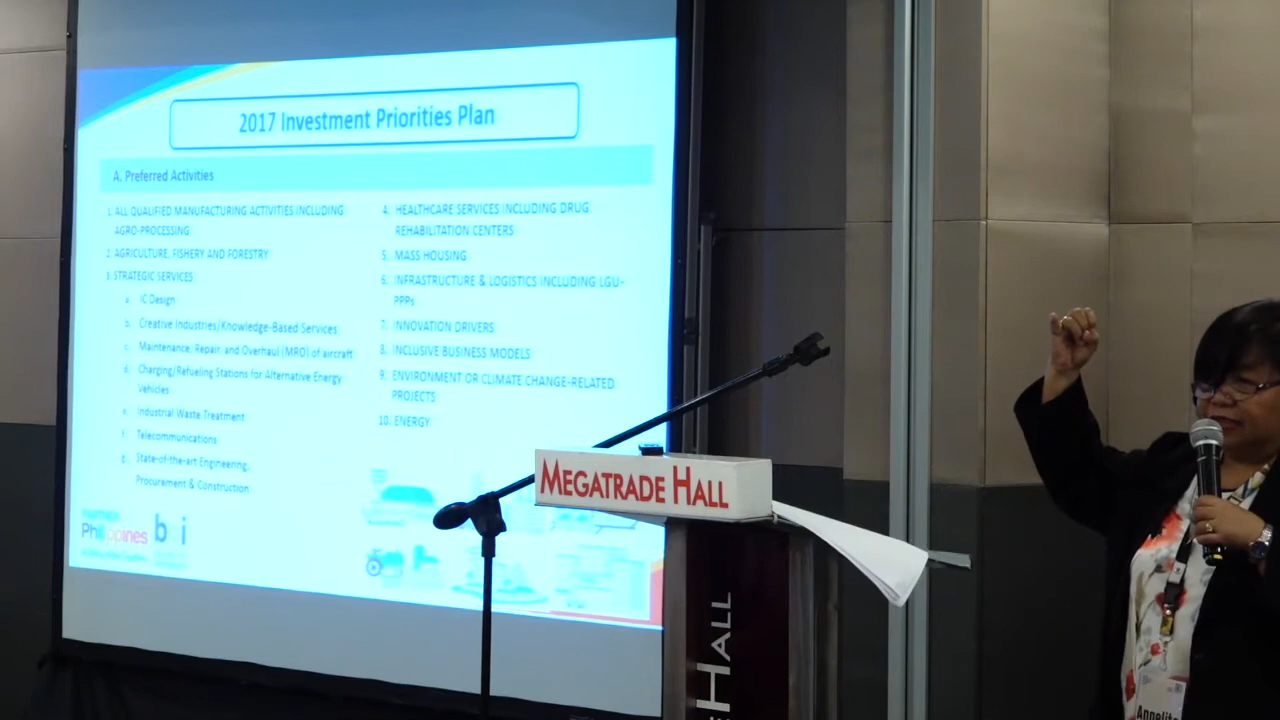 2017 Investment Priorities Plan
A. Preferred Activities
1. ALL QUALIFIED MANUFACTURING ACTIVITIES INCLUDING
AGRO-PROCESSING
2. AGRICULTURE, FISHERY AND FORESTRY
3. STRATEGIC SERVICES
a. IC Design
b. Creative Industries/Knowledge-Based Services
c. Maintenance, Repair, and Overhaul (MRO) of aircraft
d. Charging/Refueling Stations for Alternative Energy
Vehicles
e. Industrial Waste Treatment
f. Telecommunications
g. State-of-the-art Engineering,
Procurement & Construction
4. HEALTHCARE SERVICES INCLUDING DRUG
REHABILITATION CENTERS
5. MASS HOUSING
6. INFRASTRUCTURE & LOGISTICS INCLUDING LGU-
PPPs
7. INNOVATION DRIVERS
8. INCLUSIVE BUSINESS MODELS
9. ENVIRONMENT OR CLIMATE CHANGE-RELATED
PROJECTS
10. ENERGY
Philippines
b i
MEGATRADE HALL
HALL